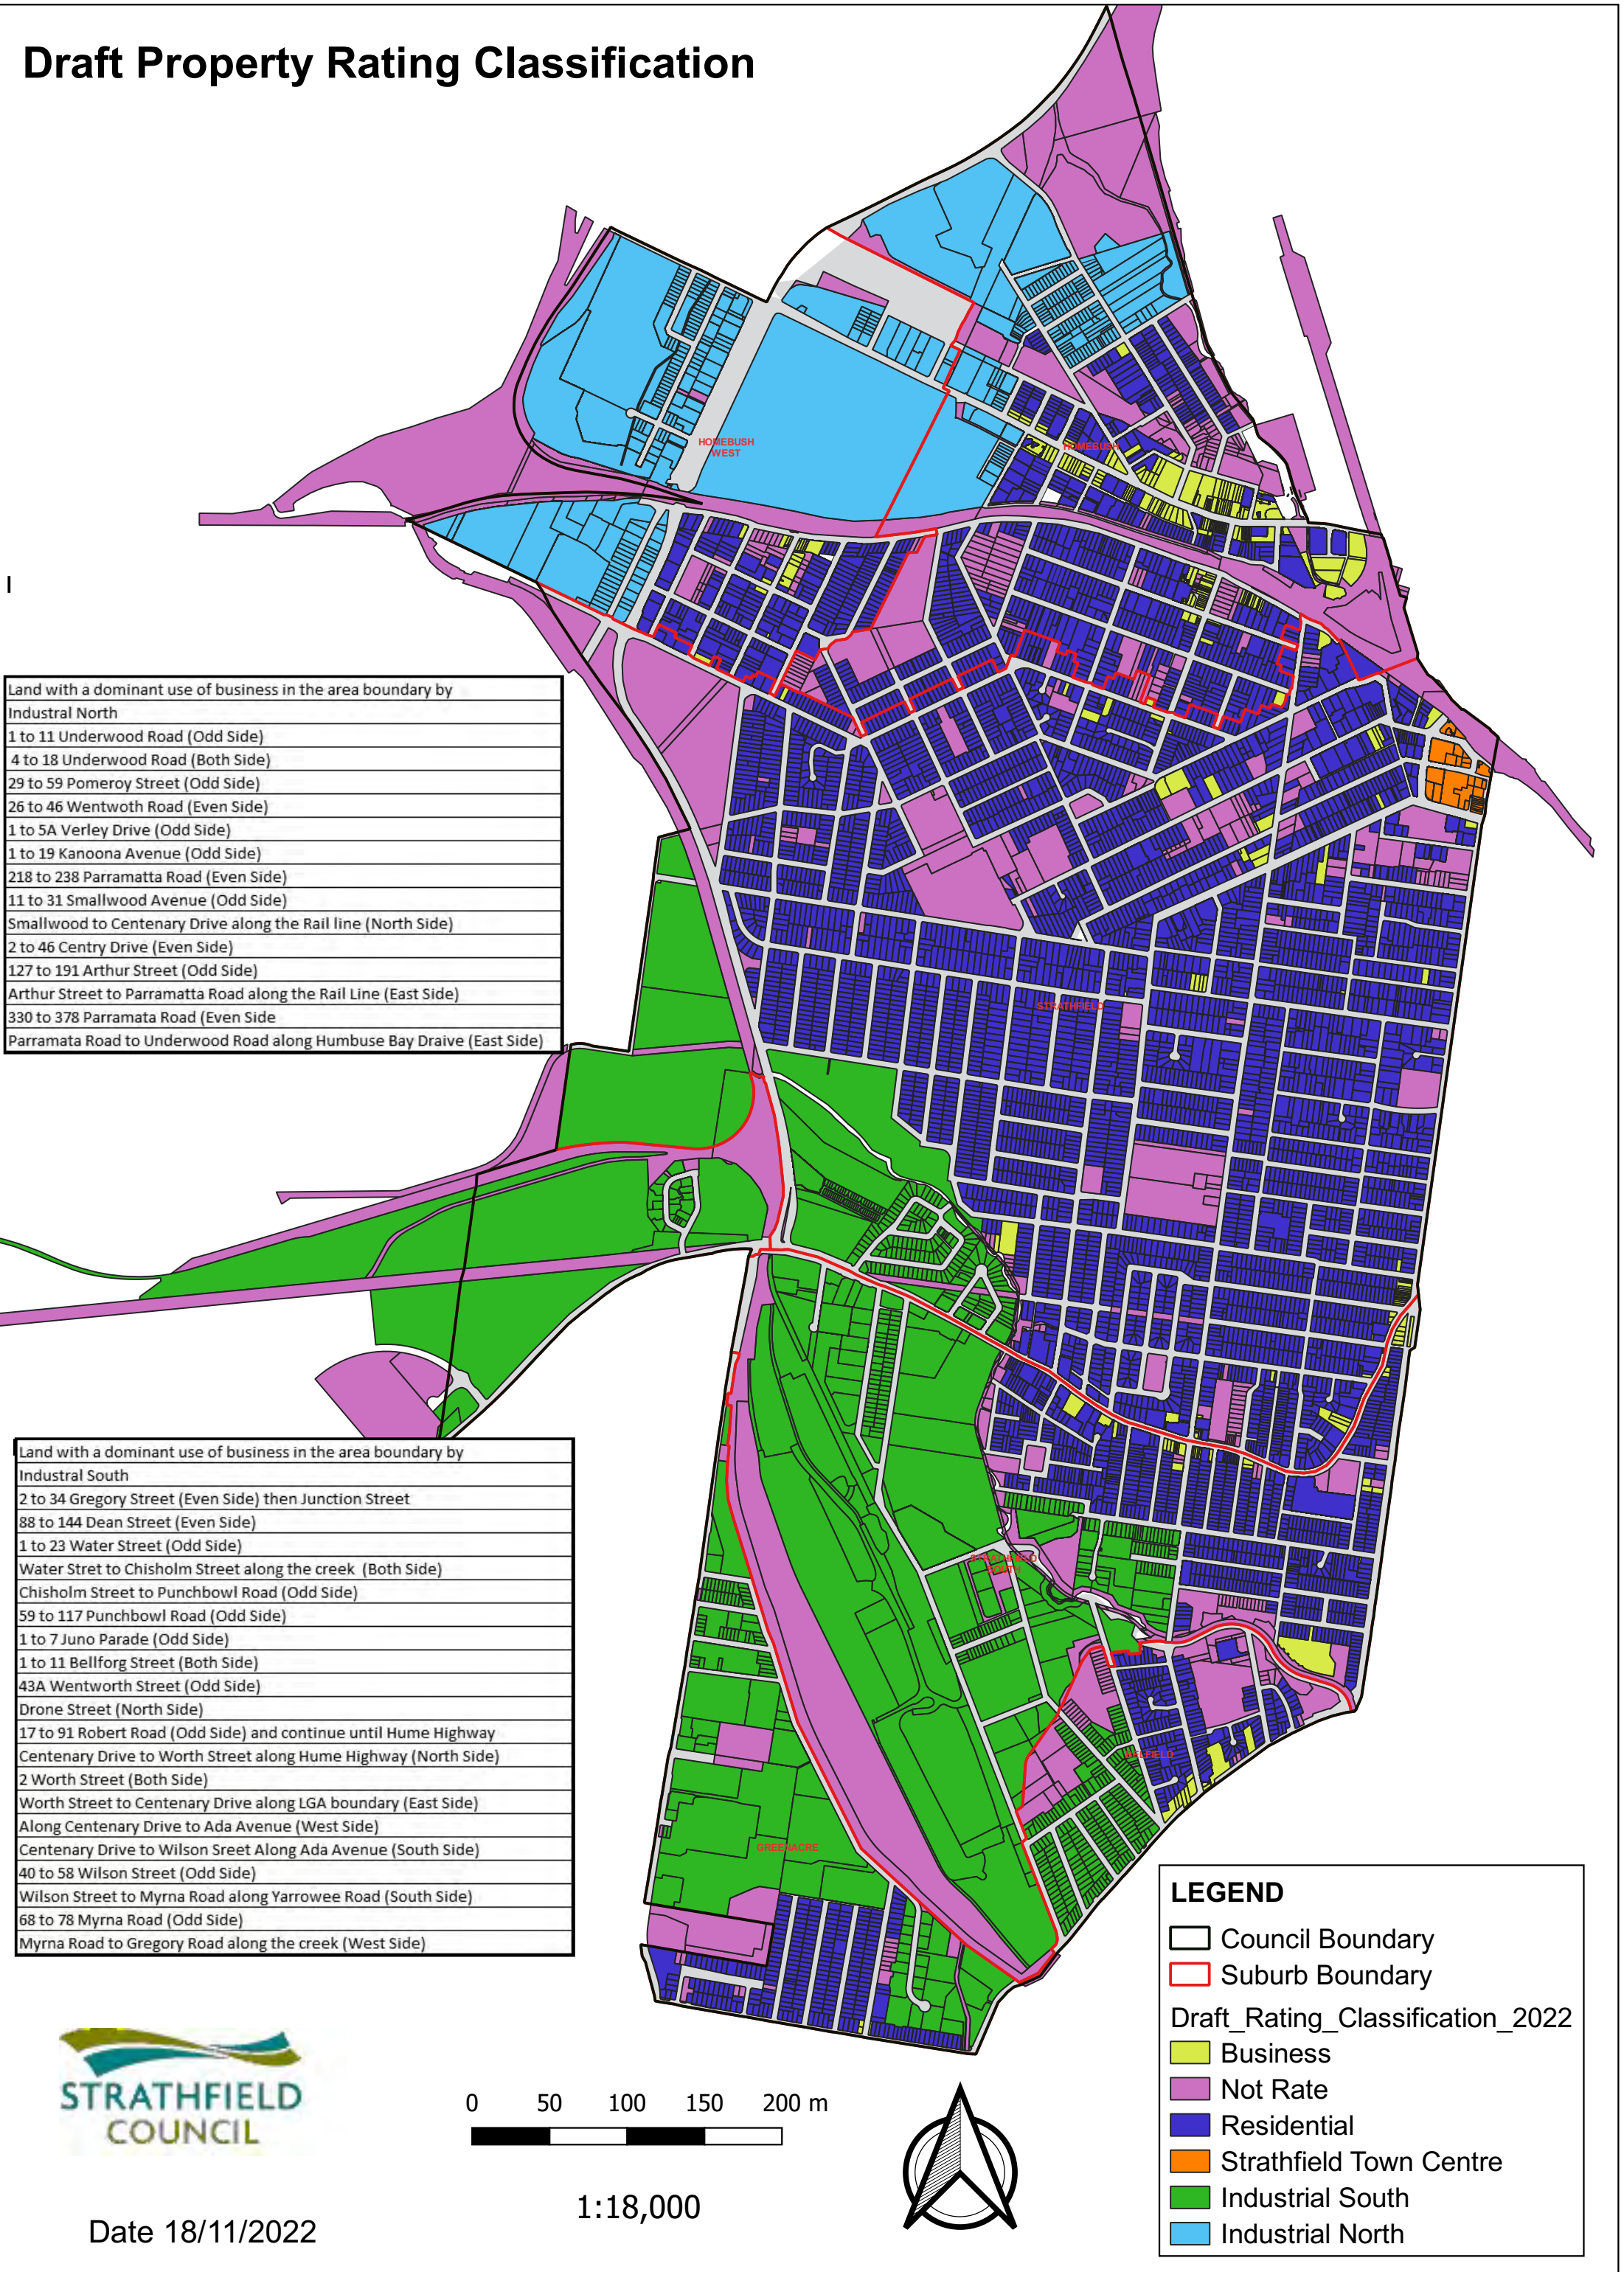 Draft Property Rating Classification
HOMEBUSH
WEST
HOMEBUSH
l
Land with a dominant use of business in the area boundary by
Industral North
1 to 11 Underwood Road (Odd Side)
4 to 18 Underwood Road (Both Side)
29 to 59 Pomeroy Street (Odd Side)
26 to 46 Wentwoth Road (Even Side)
1 to 5A Verley Drive (Odd Side)
1 to 19 Kanoona Avenue (Odd Side)
218 to 238 Parramatta Road (Even Side)
11 to 31 Smallwood Avenue (Odd Side)
Smallwood to Centenary Drive along the Rail line (North Side)
2 to 46 Centry Drive (Even Side)
127 to 191 Arthur Street (Odd Side)
Arthur Street to Parramatta Road along the Rail Line (East Side)
330 to 378 Parramata Road (Even Side
Parramata Road to Underwood Road along Humbuse Bay Draive (East Side)
STRATHFIELD
Land with a dominant use of business in the area boundary by
Industral South
2 to 34 Gregory Street (Even Side) then Junction Street
88 to 144 Dean Street (Even Side)
1 to 23 Water Street (Odd Side)
Water Stret to Chisholm Street along the creek (Both Side)
Chisholm Street to Punchbowl Road (Odd Side)
59 to 117 Punchbowl Road (Odd Side)
1 to 7 Juno Parade (Odd Side)
1 to 11 Bellforg Street (Both Side)
43A Wentworth Street (Odd Side)
Drone Street (North Side)
17 to 91 Robert Road (Odd Side) and continue until Hume Highway
Centenary Drive to Worth Street along Hume Highway (North Side)
2 Worth Street (Both Side)
Worth Street to Centenary Drive along LGA boundary (East Side)
Along Centenary Drive to Ada Avenue (West Side)
Centenary Drive to Wilson Sreet Along Ada Avenue (South Side)
40 to 58 Wilson Street (Odd Side)
Wilson Street to Myrna Road along Yarrowee Road (South Side)
68 to 78 Myrna Road (Odd Side)
Myrna Road to Gregory Road along the creek (West Side)
STRATHFIELD
SOUTH
BELFIELD
GREENACRE
LEGEND
Council Boundary
Suburb Boundary
Draft_Rating_Classification_2022
Business
Not Rate
Residential
Strathfield Town Centre
Industrial South
Industrial North
STRATHFIELD
COUNCIL
0 50 100 150 200 m
1:18,000
Date 18/11/2022